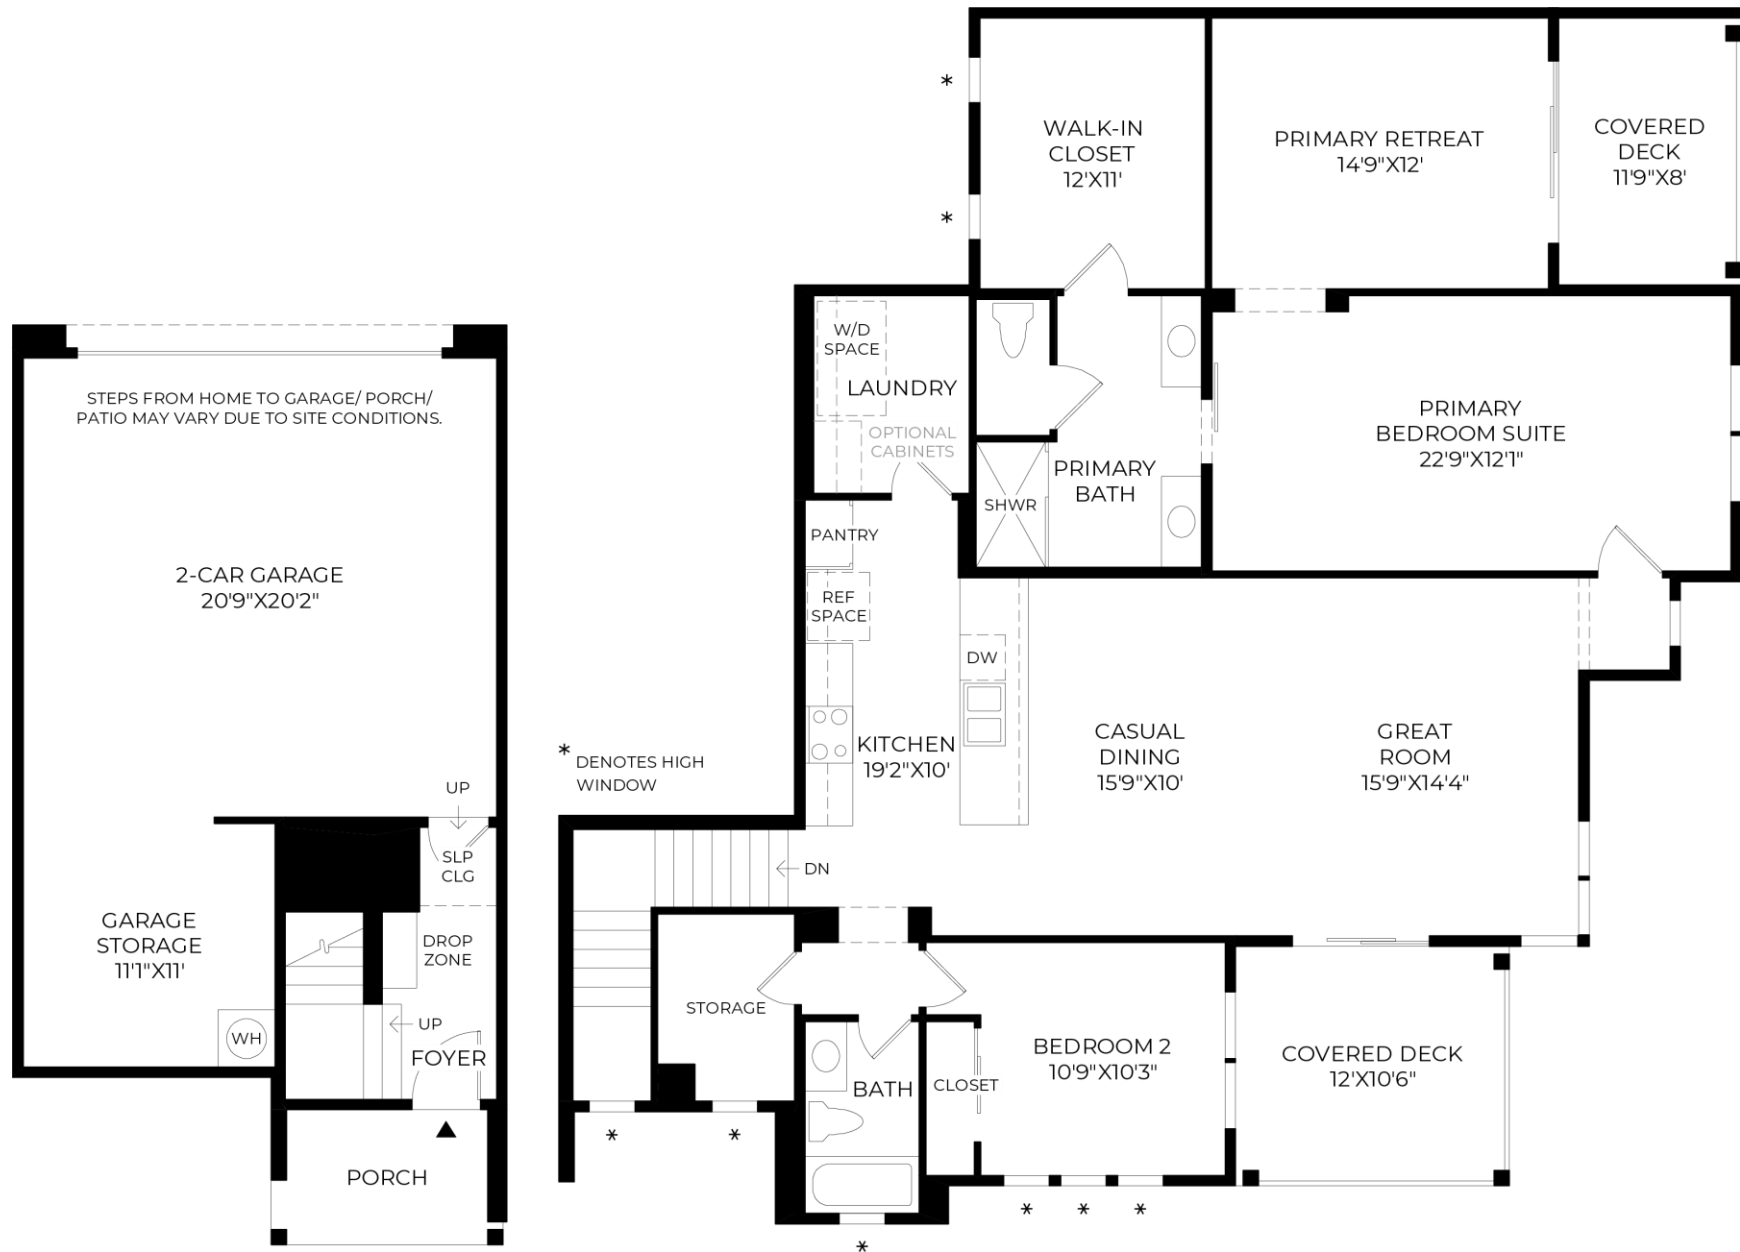 STEPS FROM HOME TO GARAGE/ PORCH/
PATIO MAY VARY DUE TO SITE CONDITIONS.
2-CAR GARAGE
20'9"X20'2"
UP
SLP
CLG
GARAGE
STORAGE
11'1"X11'
DROP
ZONE
UP
WH
FOYER
PORCH
*
DENOTES HIGH
WINDOW
*
*
WALK-IN
CLOSET
12'X11'
PRIMARY RETREAT
14'9"X12'
COVERED
DECK
11'9"X8'
W/D
SPACE
LAUNDRY
OPTIONAL
CABINETS
PRIMARY
BATH
SHWR
PRIMARY
BEDROOM SUITE
22'9"X12'1"
PANTRY
REF
SPACE
DW
KITCHEN
19'2"X10'
CASUAL
DINING
15'9"X10'
GREAT
ROOM
15'9"X14'4"
DN
STORAGE
BATH
CLOSET
BEDROOM 2
10'9"X10'3"
COVERED DECK
12'X10'6"
*
*
*
*
*
*